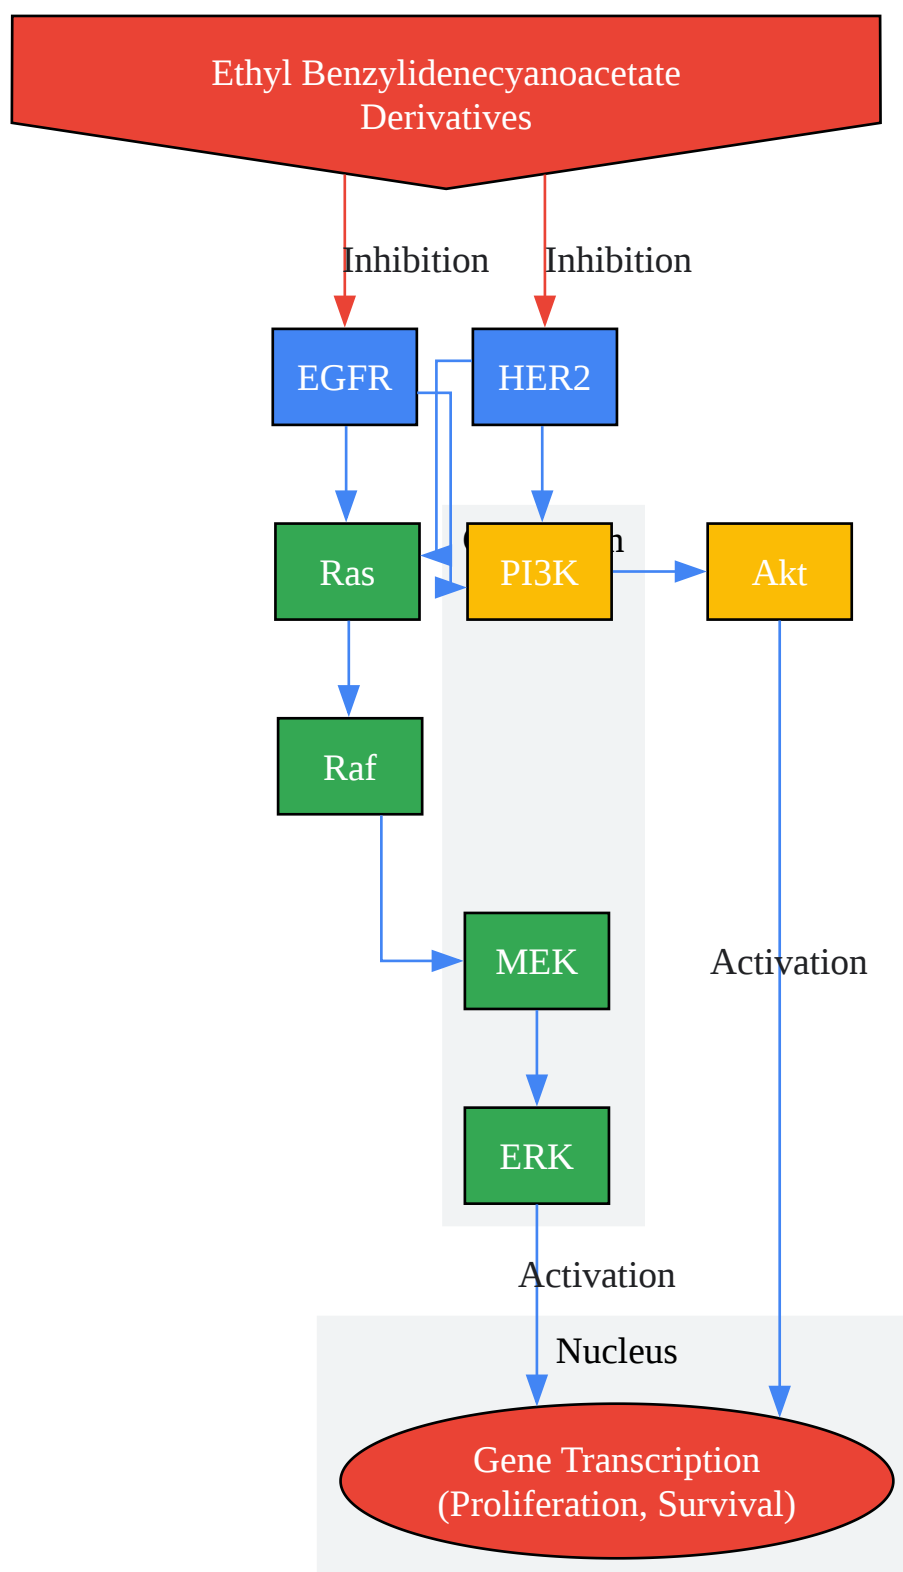 Ethyl Benzylidenecyanoacetate
Derivatives
Inhibition
Inhibition
EGFR
HER2
Ras
PI3K
Akt
Raf
MEK
Activation
ERK
Activation
Nucleus
Gene Transcription
(Proliferation, Survival)